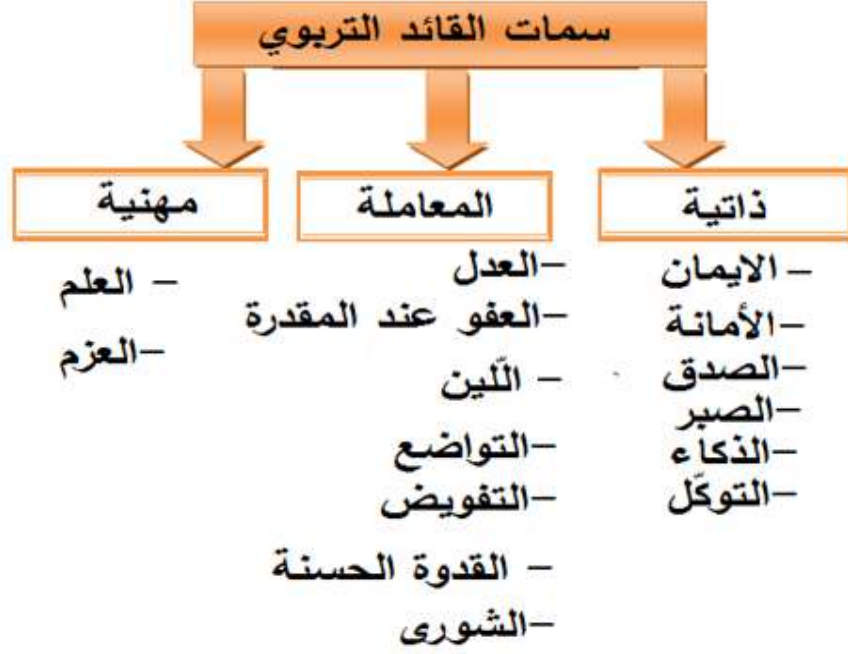 سمات القائد التربوي
ذاتية
– الايمان
–الأمانة
–الصدق
–الصبر
–الذكاء
–التوكّل
المعاملة
–العدل
–العفو عند المقدرة
– اللّين
–التواضع
–التفويض
– القدوة الحسنة
–الشورى
مهنية
– العلم
–العزم